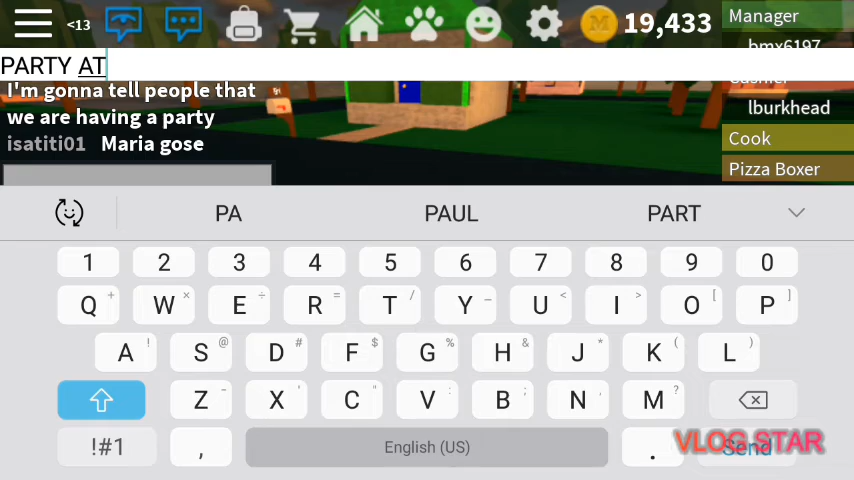 <13
19,433
Manager
bmx6197
PARTY AT
Cashier
I'm gonna tell people that
we are having a party
lburkhead
isatiti01 Maria gose
Cook
Pizza Boxer
PA PAUL PART
1 2 3 4 5 6 7 8 9 0
Q + W × E ÷ R = T / Y _ U < I > O [ P ]
A ! S @ D # F $ G % H & J * K ( L )
Z - X ' C " V : B ; N , M ?
!#1 , English (US) . Send
VLOG STAR